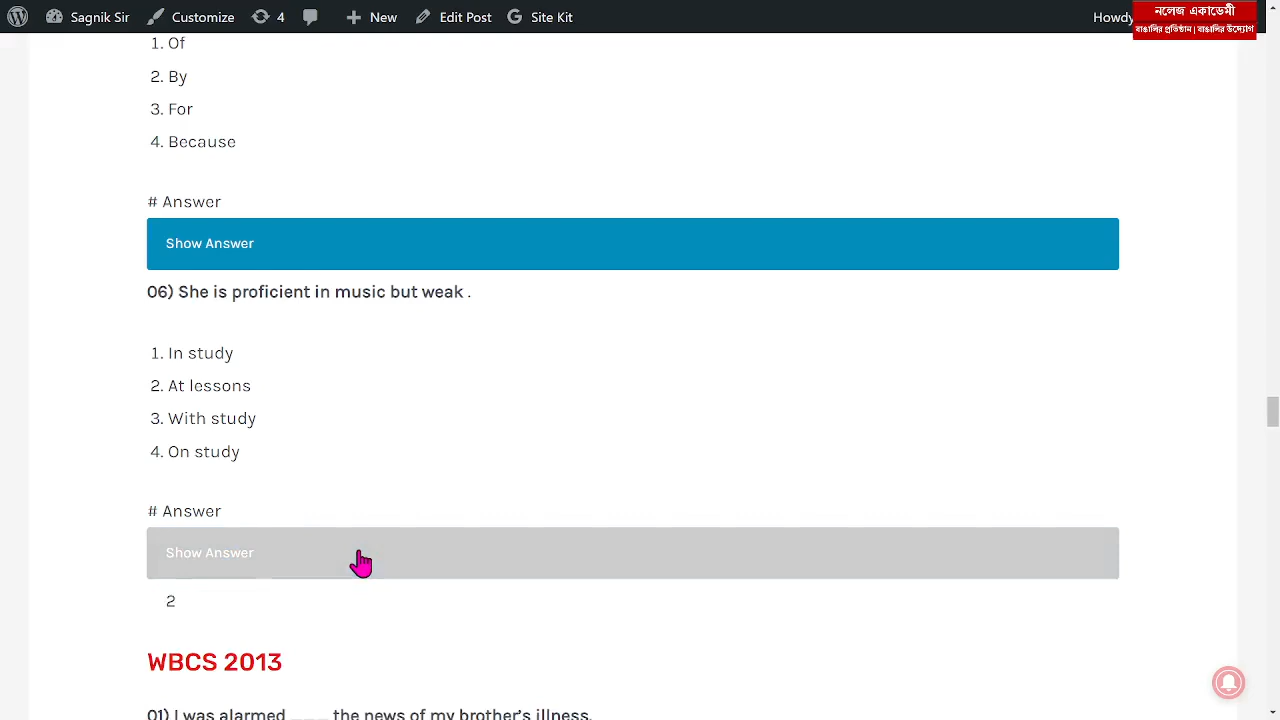 Sagnik Sir Customize 4 New Edit Post Site Kit Howdy
নলেজ একাডেমী
বাঙালির প্রতিষ্ঠান | বাঙালির উদ্যোগ
1. Of
2. By
3. For
4. Because
# Answer
Show Answer
06) She is proficient in music but weak .
1. In study
2. At lessons
3. With study
4. On study
# Answer
Show Answer
2
WBCS 2013
01) I was alarmed ___ the news of my brother's illness.